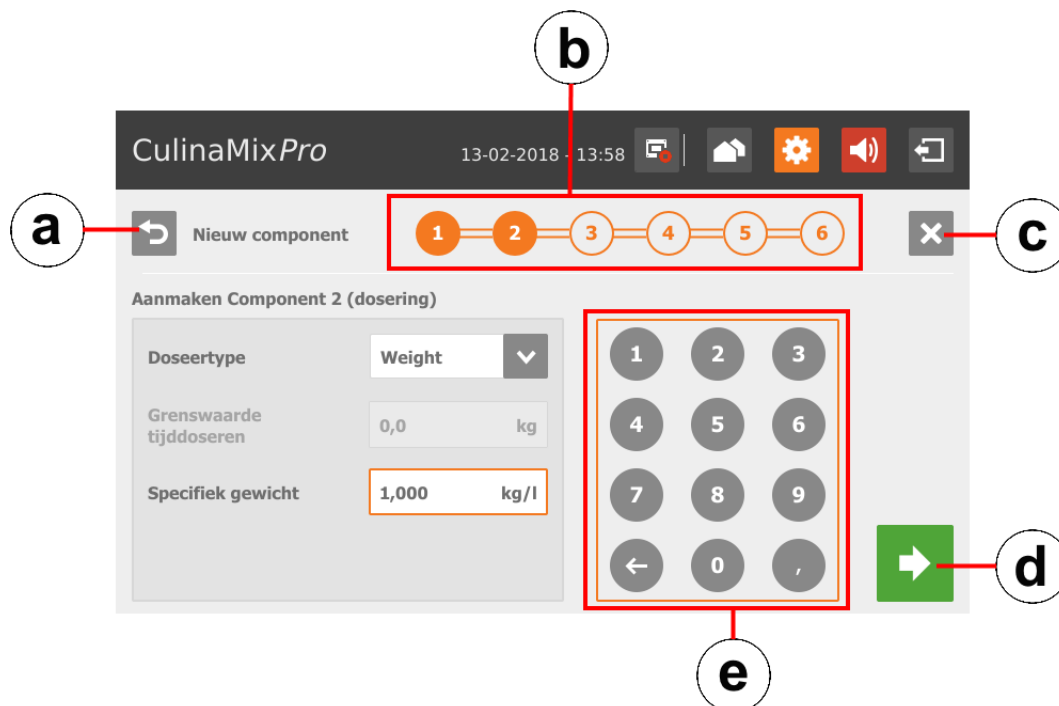 b
CulinaMixPro
13-02-2018 - 13:58
a
Nieuw component
1 2 3 4 5 6
c
Aanmaken Component 2 (dosering)
Doseertype
Weight
Grenswaarde
tijddoseren
0,0 kg
Specifiek gewicht
1,000 kg/l
1 2 3
4 5 6
7 8 9
0 ,
d
e